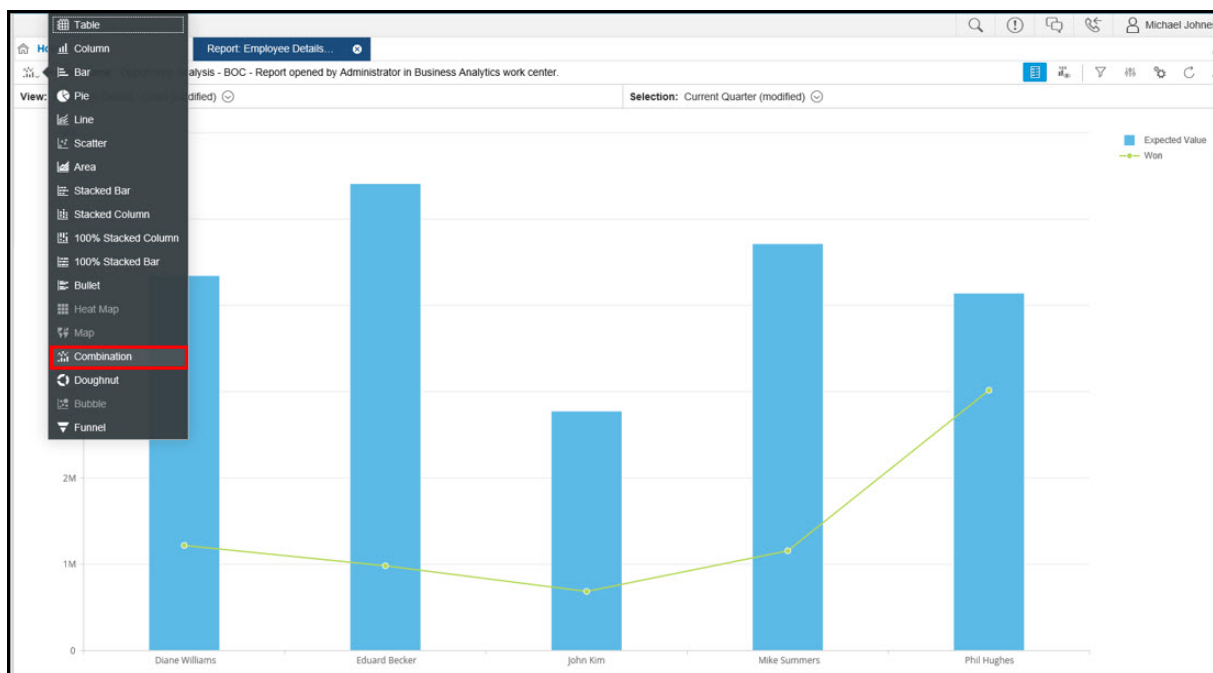 Table
Michael Johne
Ho
Column
Report: Employee Details...
Bar
alysis - BOC - Report opened by Administrator in Business Analytics work center.
View:
Pie
dified)
Selection: Current Quarter (modified)
Line
Scatter
Expected Value
Won
Area
Stacked Bar
Stacked Column
100% Stacked Column
100% Stacked Bar
Bullet
Heat Map
Map
Combination
Doughnut
Bubble
Funnel
2M
1M
0
Diane Williams
Eduard Becker
John Kim
Mike Summers
Phil Hughes